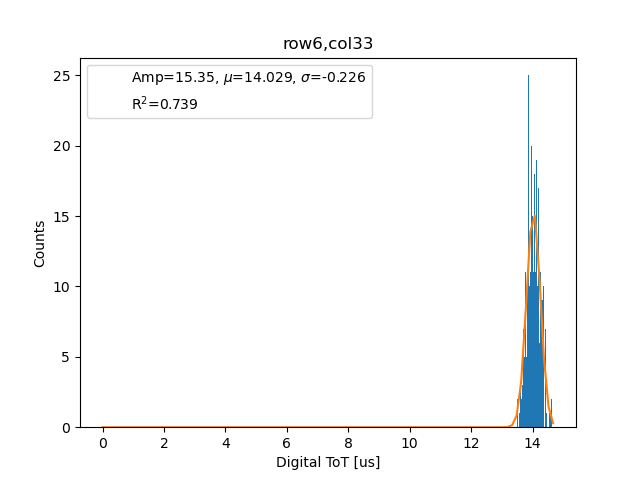 row6,col33
Amp=15.35, μ=14.029, σ=-0.226
R²=0.739
25
20
15
10
5
0
Counts
0 2 4 6 8 10 12 14
Digital ToT [us]